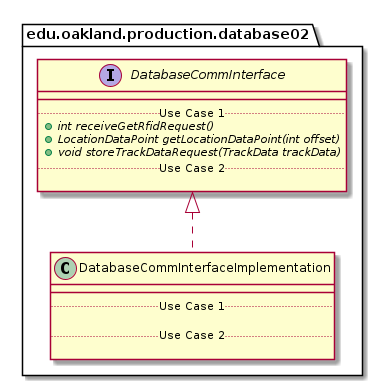 edu.oakland.production.database02
I DatabaseCommInterface
Use Case 1
int receiveGetRfidRequest()
LocationDataPoint getLocationDataPoint(int offset)
void storeTrackDataRequest(TrackData trackData)
Use Case 2
C DatabaseCommInterfaceImplementation
Use Case 1
Use Case 2